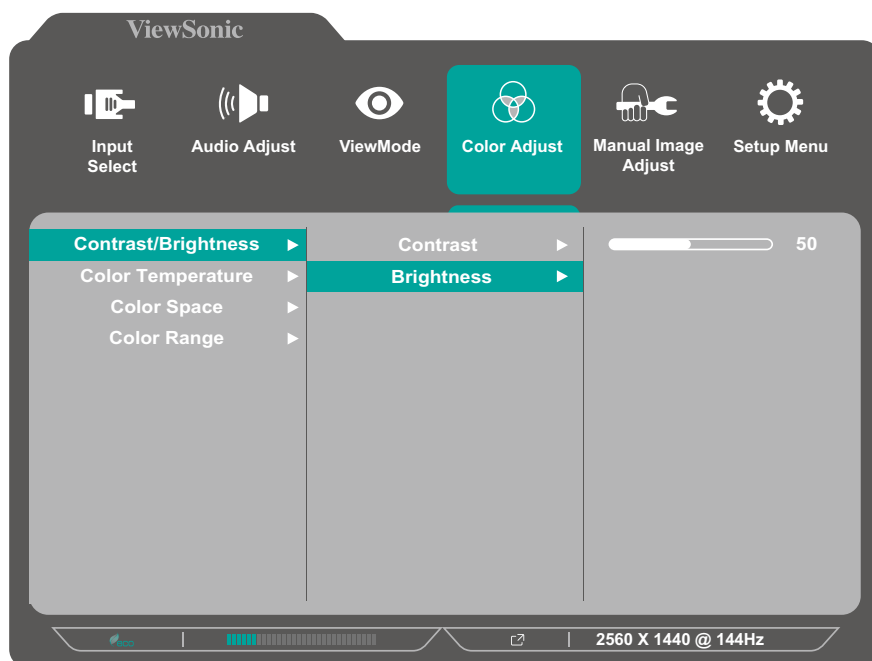 ViewSonic
Input
Select
Audio Adjust
ViewMode
Color Adjust
Manual Image
Adjust
Setup Menu
Contrast/Brightness
Contrast
50
Color Temperature
Brightness
Color Space
Color Range
eco
2560 X 1440 @ 144Hz